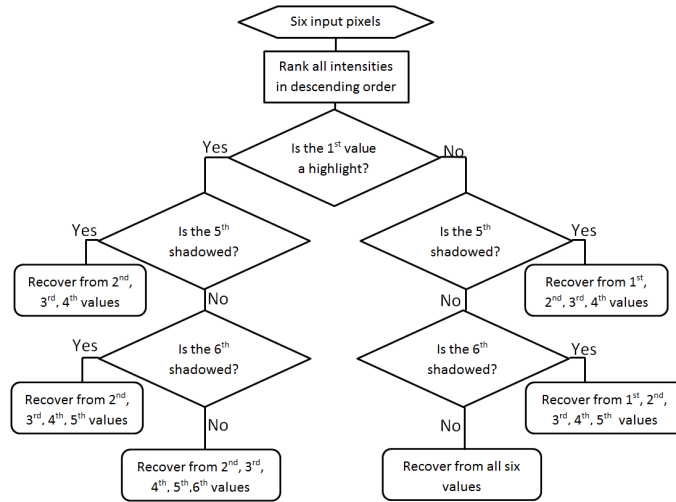 Six input pixels
Rank all intensities
in descending order
Is the 1st value
a highlight?
Yes
No
Is the 5th
shadowed?
Yes
Is the 5th
shadowed?
Yes
Recover from 2nd,
3rd, 4th values
No
No
Recover from 1st,
2nd, 3rd, 4th values
Is the 6th
shadowed?
Yes
Is the 6th
shadowed?
Yes
Recover from 2nd,
3rd, 4th, 5th values
No
No
Recover from 1st, 2nd,
3rd, 4th, 5th values
Recover from 2nd, 3rd,
4th, 5th,6th values
Recover from all six
values